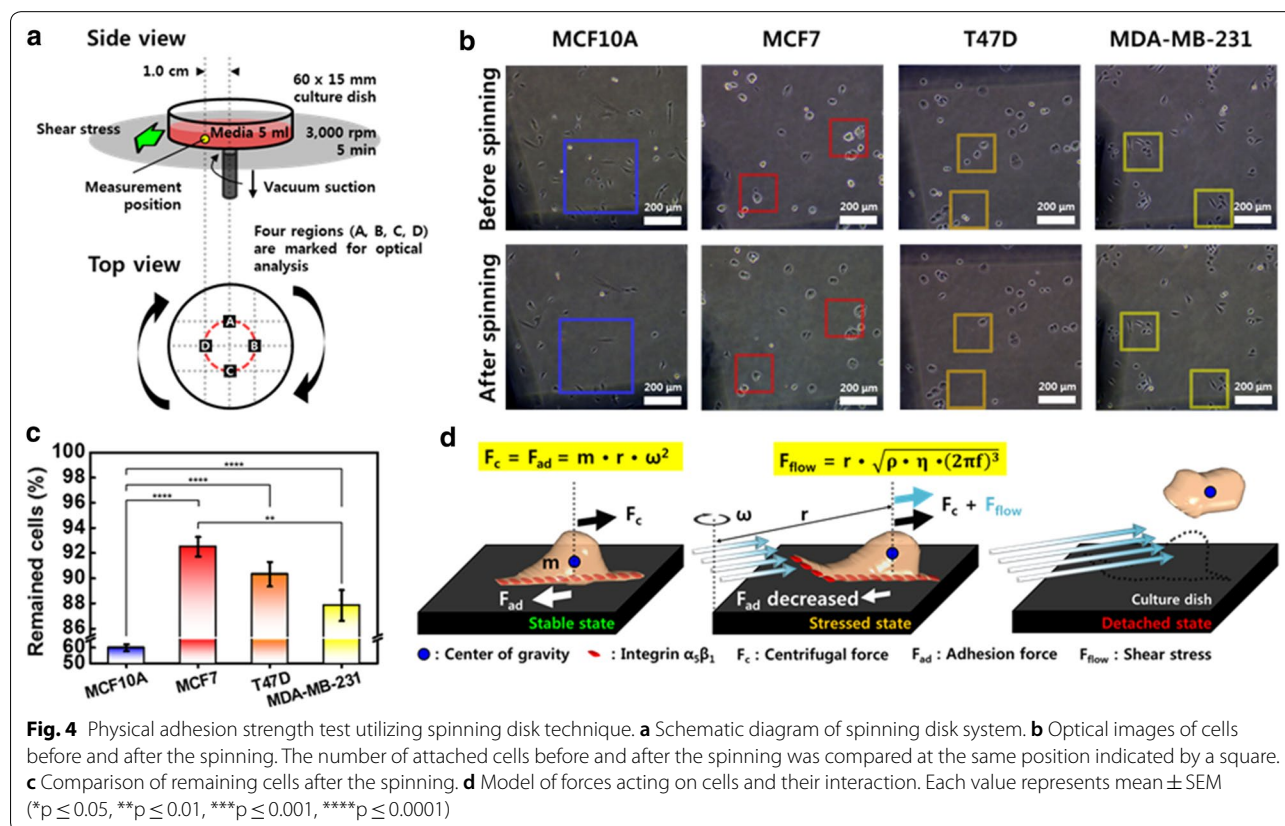 a
Side view
1.0 cm
60 x 15 mm
culture dish
Shear stress
Media 5 ml
3,000 rpm
5 min
Measurement
position
Vacuum suction
Four regions (A, B, C, D)
are marked for optical
analysis
Top view
A
D
B
C
b
MCF10A MCF7 T47D MDA-MB-231
Before spinning
200 μm 200 μm 200 μm 200 μm
After spinning
200 μm 200 μm 200 μm 200 μm
c
Remained cells (%)
100
98
96
94
92
90
88
86
60
50
****
****
****
**
MCF10A
MCF7
T47D
MDA-MB-231
d
F_c = F_ad = m • r • ω²
F_flow = r • √ρ • η • (2πf)³
F_c
m
F_ad
Stable state
ω
r
F_c + F_flow
F_ad decreased
Stressed state
Culture dish
Detached state
: Center of gravity : Integrin α₅β₁ F_c : Centrifugal force F_ad : Adhesion force F_flow : Shear stress
Fig. 4 Physical adhesion strength test utilizing spinning disk technique. a Schematic diagram of spinning disk system. b Optical images of cells
before and after the spinning. The number of attached cells before and after the spinning was compared at the same position indicated by a square.
c Comparison of remaining cells after the spinning. d Model of forces acting on cells and their interaction. Each value represents mean ± SEM
(*p ≤ 0.05, **p ≤ 0.01, ***p ≤ 0.001, ****p ≤ 0.0001)